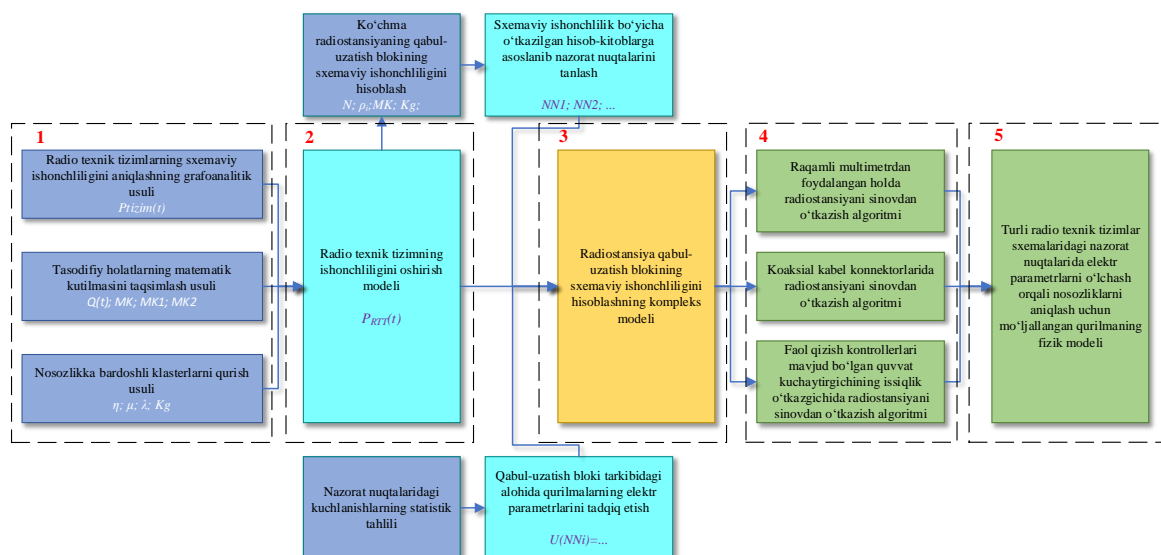 Ko‘chma
radiostansiyaning qabul-
uzatish blokining
sxemaviy ishonchliligini
hisoblash
N; ρᵢ;MK; Kg;
Sxemaviy ishonchlilik bo‘yicha
o‘tkazilgan hisob-kitoblarga
asoslanib nazorat nuqtalarini
tanlash
NN1; NN2; ...
1
Radio texnik tizimlarning sxemaviy
ishonchliligini aniqlashning grafoanalitik
usuli
Ptizim(t)
Tasodifiy holatlarning matematik
kutilmasini taqsimlash usuli
Q(t); MK; MK1; MK2
Nosozlikka bardoshli klasterlarni qurish
usuli
η; μ; λ; Kg
2
Radio texnik tizimning
ishonchliligini oshirish
modeli
P_RTT(t)
3
Radiostansiya qabul-
uzatish blokining
sxemaviy ishonchliligini
hisoblashning kompleks
modeli
4
Raqamli multimetrdan
foydalangan holda
radiostansiyani sinovdan
o‘tkazish algoritmi
Koaksial kabel konnektorlarida
radiostansiyani sinovdan
o‘tkazish algoritmi
Faol qizish kontrollerlari
mavjud bo‘lgan quvvat
kuchaytirgichining issiqlik
o‘tkazgichida radiostansiyani
sinovdan o‘tkazish algoritmi
5
Turli radio texnik tizimlar
sxemalaridagi nazorat
nuqtalarida elektr
parametrlarni o‘lchash
orqali nosozliklarni
aniqlash uchun
mo‘ljallangan qurilmaning
fizik modeli
Nazorat nuqtalaridagi
kuchlanishlarning statistik
tahlili
Qabul-uzatish bloki tarkibidagi
alohida qurilmalarning elektr
parametrlarini tadqiq etish
U(NNi)=...